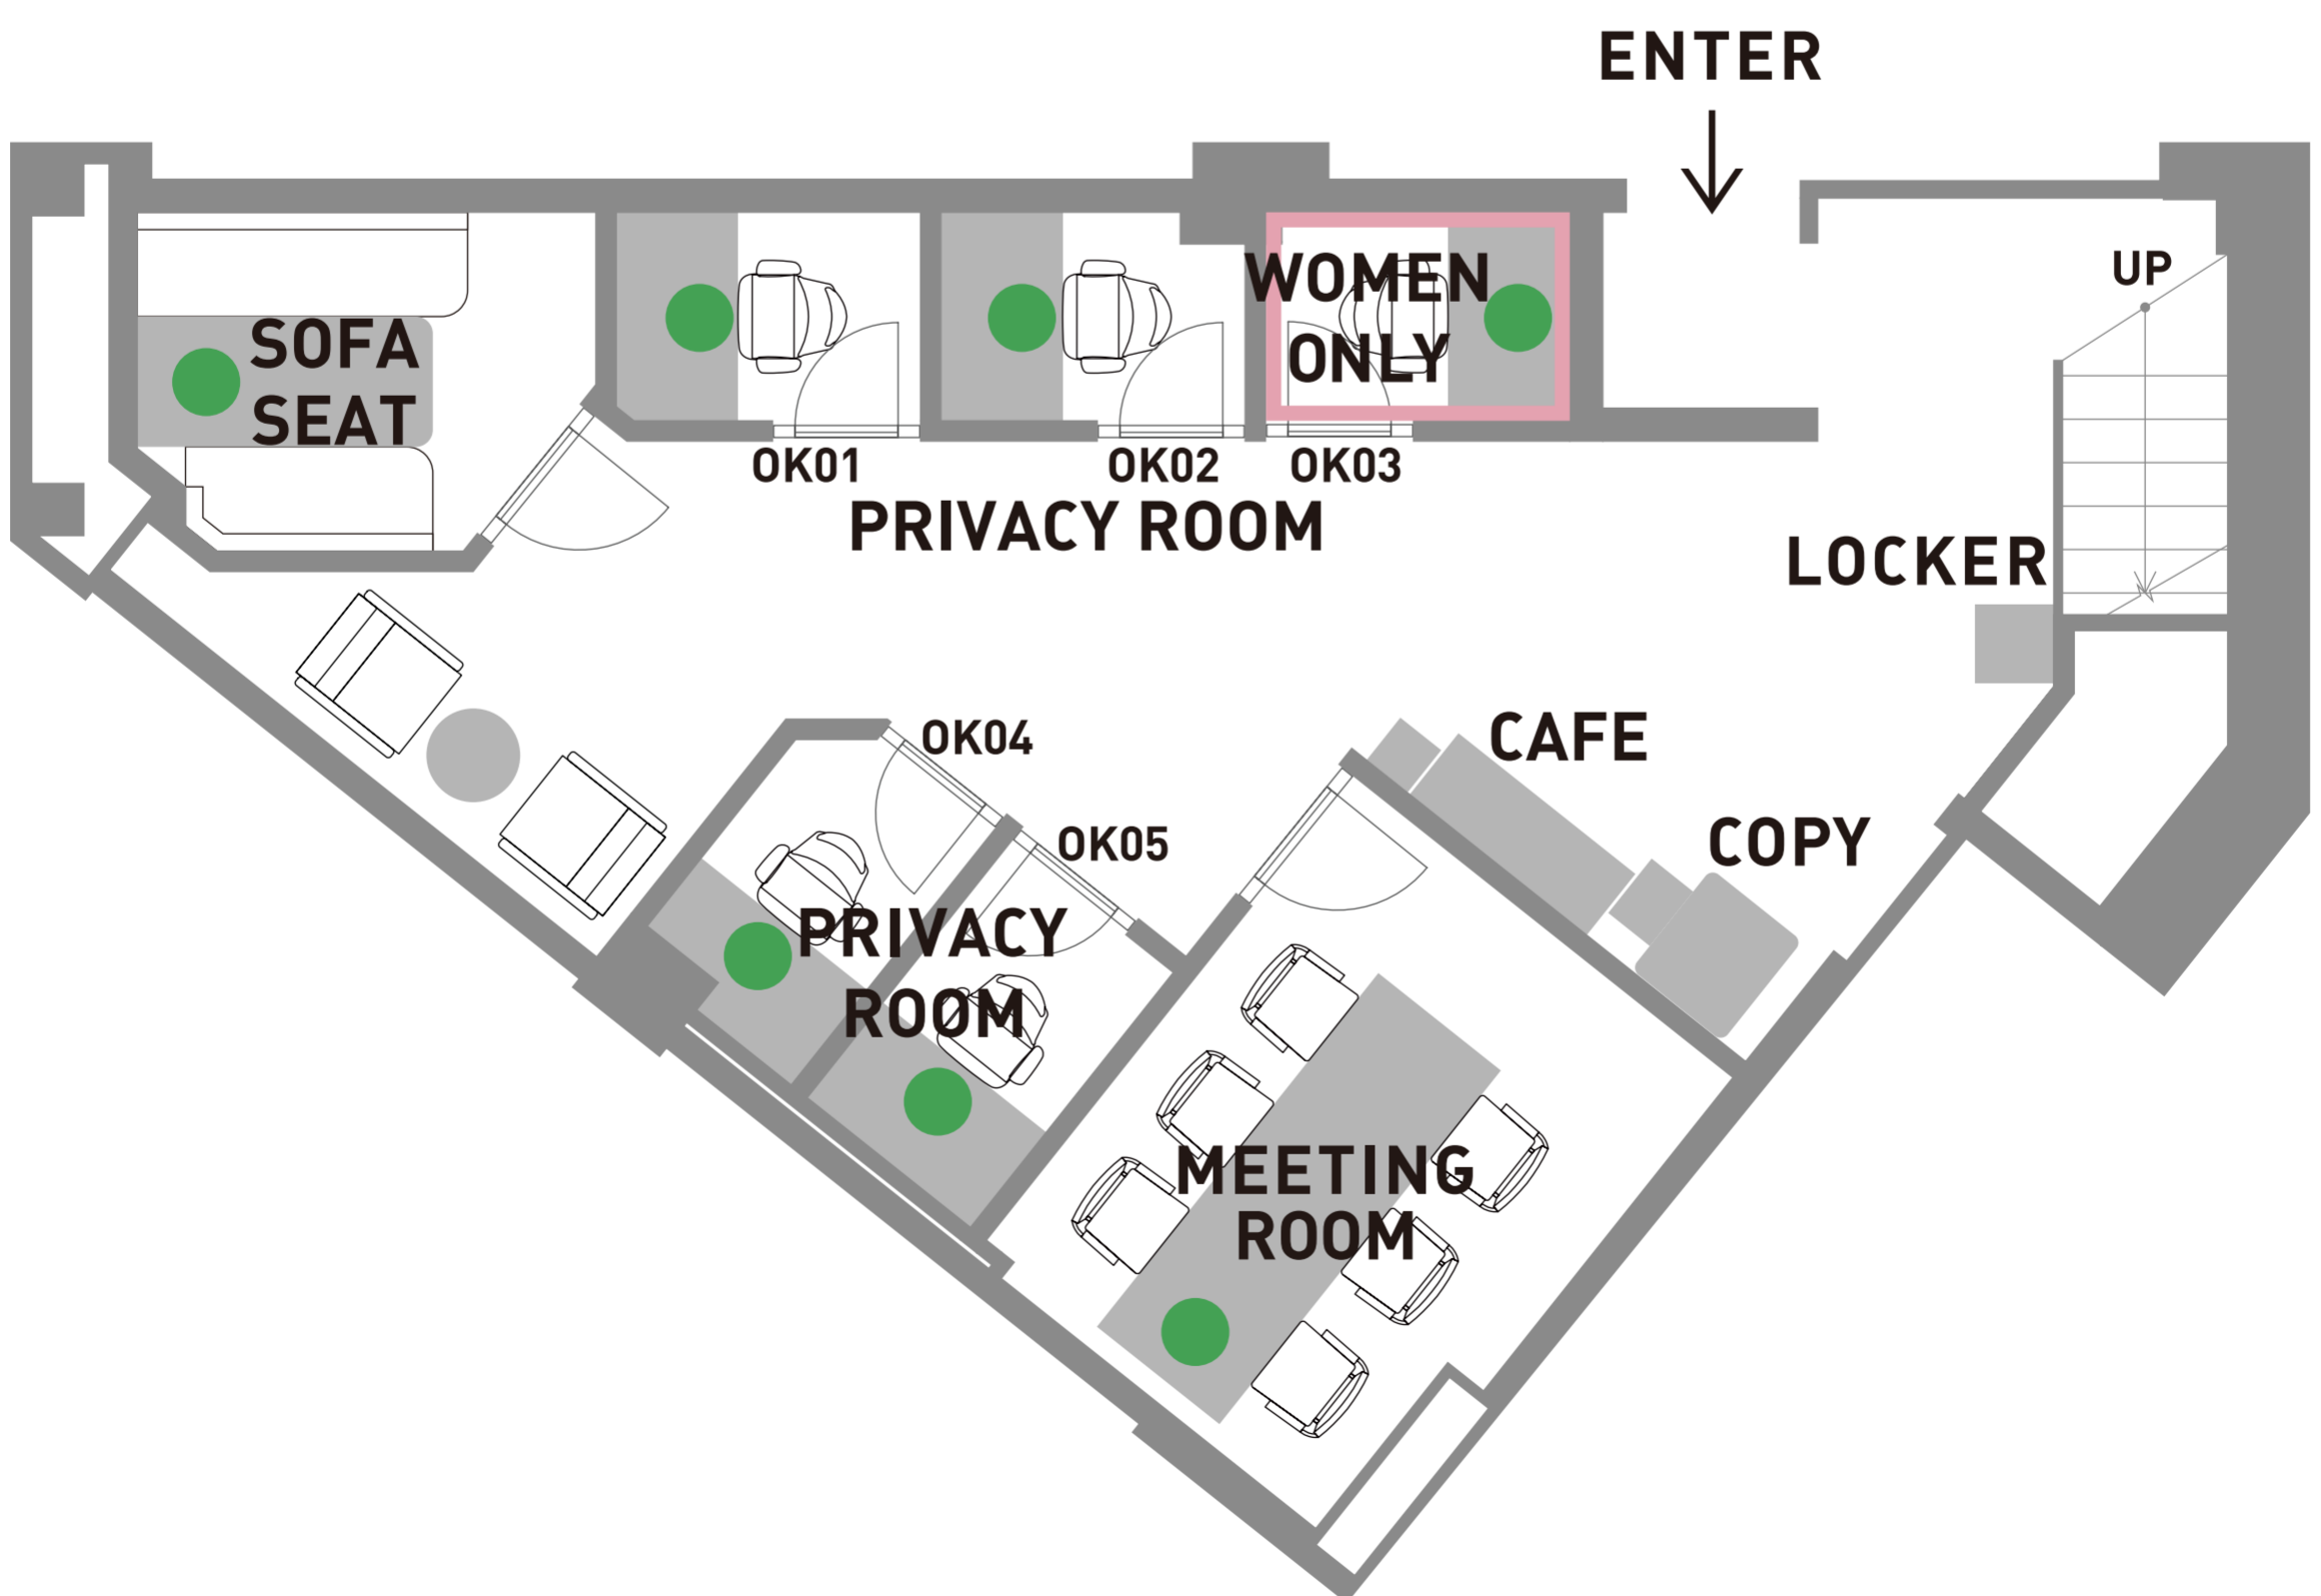 ENTER
UP
WOMEN
ONLY
SOFA
SEAT
OK01
OK02
OK03
PRIVACY ROOM
LOCKER
OK04
CAFE
OK05
COPY
PRIVACY
ROOM
MEETING
ROOM